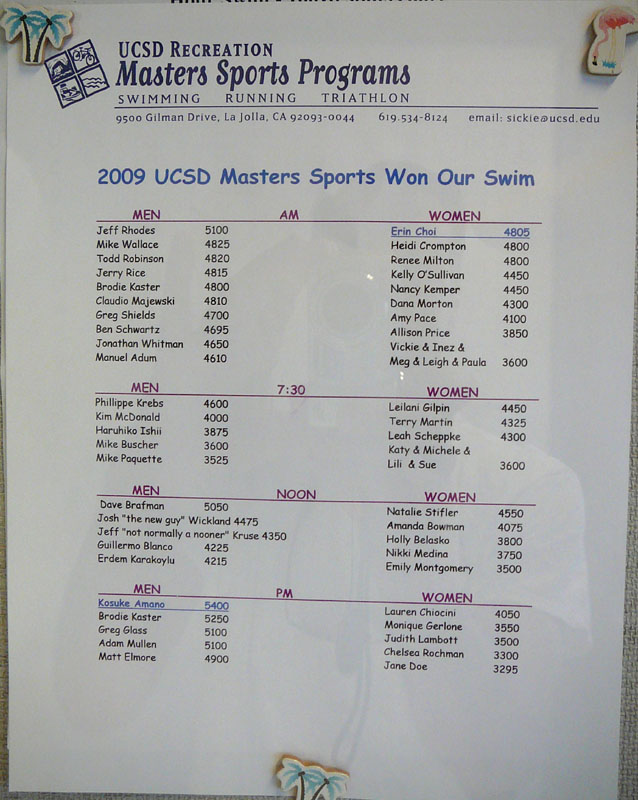 UCSD RECREATION
Masters Sports Programs
SWIMMING RUNNING TRIATHLON
9500 Gilman Drive, La Jolla, CA 92093-0044 619.534-8124 email: sickie@ucsd.edu
2009 UCSD Masters Sports Won Our Swim
MEN AM WOMEN
Jeff Rhodes 5100 Erin Choi 4805
Mike Wallace 4825 Heidi Crompton 4800
Todd Robinson 4820 Renee Milton 4800
Jerry Rice 4815 Kelly O'Sullivan 4450
Brodie Kaster 4800 Nancy Kemper 4450
Claudio Majewski 4810 Dana Morton 4300
Greg Shields 4700 Amy Pace 4100
Ben Schwartz 4695 Allison Price 3850
Jonathan Whitman 4650 Vickie & Inez &
Manuel Adum 4610 Meg & Leigh & Paula 3600
MEN 7:30 WOMEN
Phillippe Krebs 4600 Leilani Gilpin 4450
Kim McDonald 4000 Terry Martin 4325
Haruhiko Ishii 3875 Leah Scheppke 4300
Mike Buscher 3600 Katy & Michele &
Mike Paquette 3525 Lili & Sue 3600
MEN NOON WOMEN
Dave Brafman 5050 Natalie Stifler 4550
Josh "the new guy" Wickland 4475 Amanda Bowman 4075
Jeff "not normally a nooner" Kruse 4350 Holly Belasko 3800
Guillermo Blanco 4225 Nikki Medina 3750
Erdem Karakoylu 4215 Emily Montgomery 3500
MEN PM WOMEN
Kosuke Amano 5400 Lauren Chiocini 4050
Brodie Kaster 5250 Monique Gerlone 3550
Greg Glass 5100 Judith Lambott 3500
Adam Mullen 5100 Chelsea Rochman 3300
Matt Elmore 4900 Jane Doe 3295